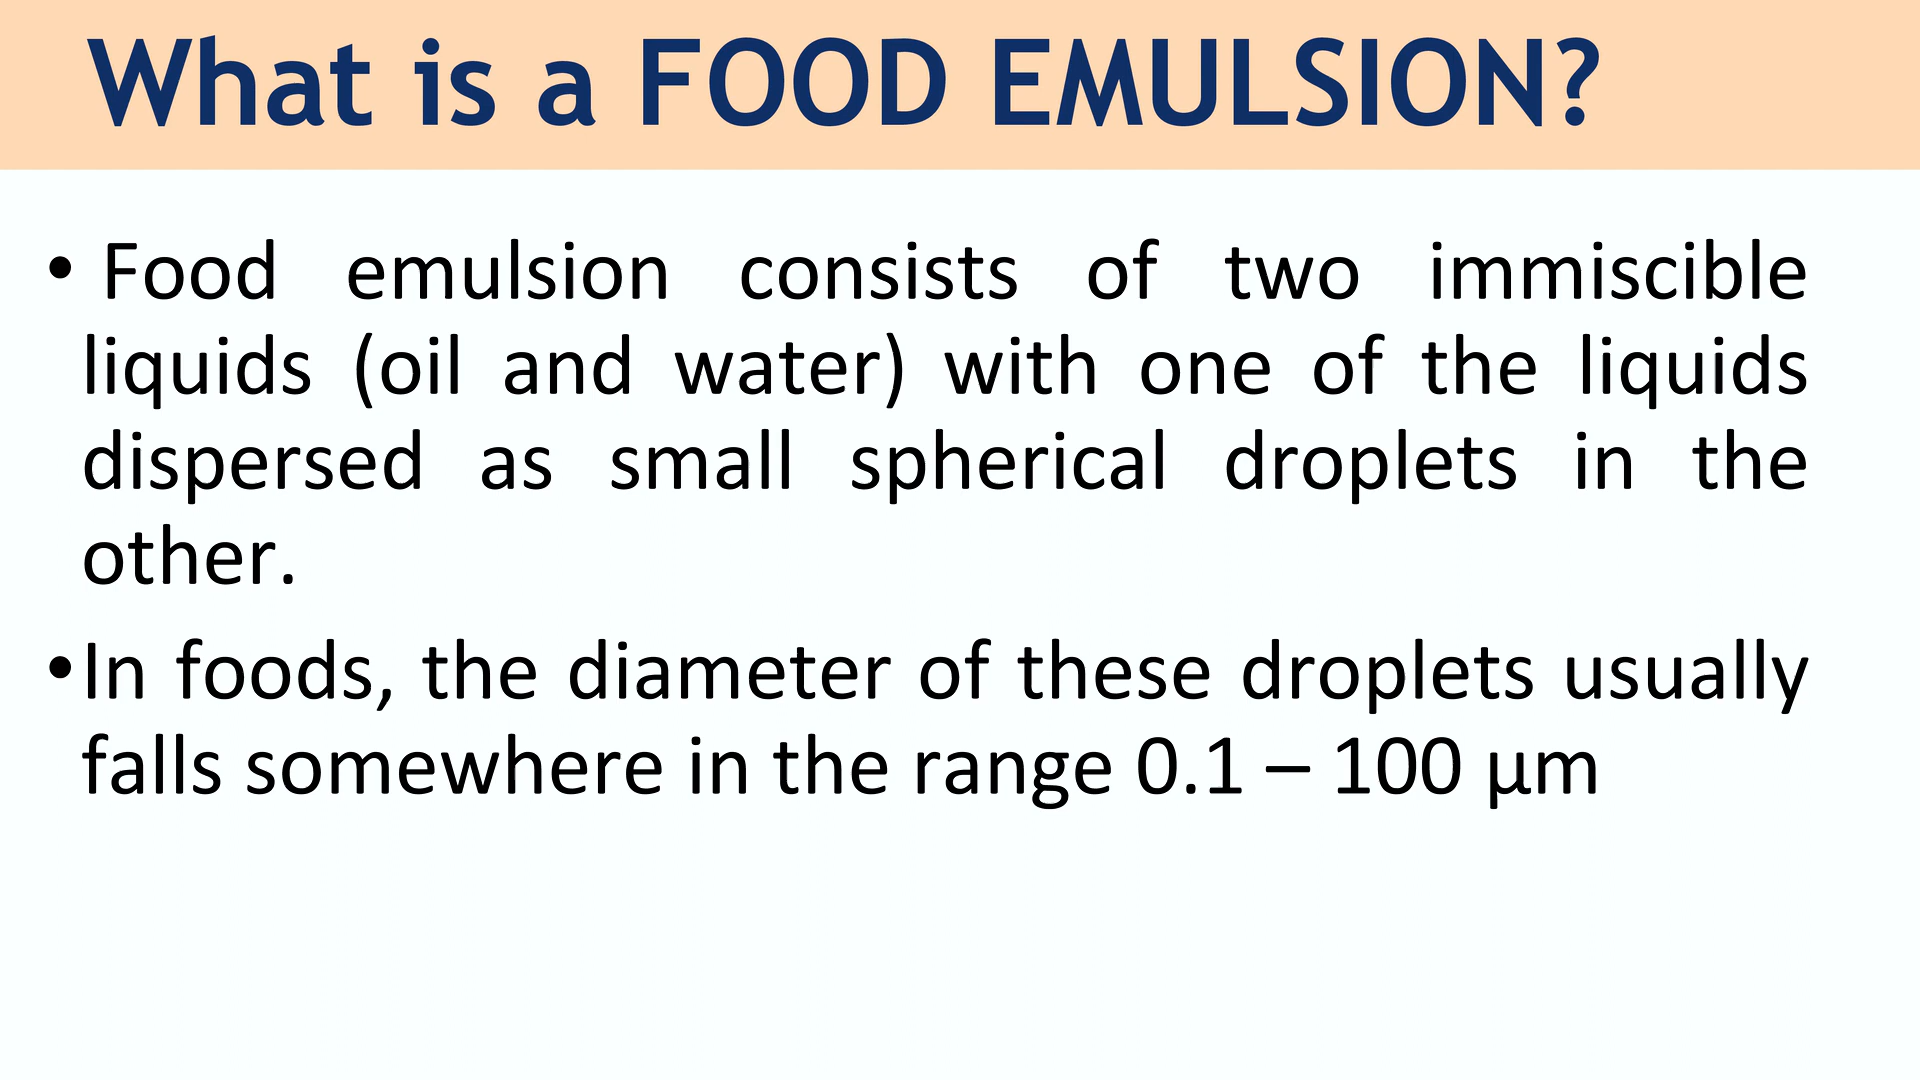 What is a FOOD EMULSION?
• Food emulsion consists of two immiscible
liquids (oil and water) with one of the liquids
dispersed as small spherical droplets in the
other.
•In foods, the diameter of these droplets usually
falls somewhere in the range 0.1 – 100 µm